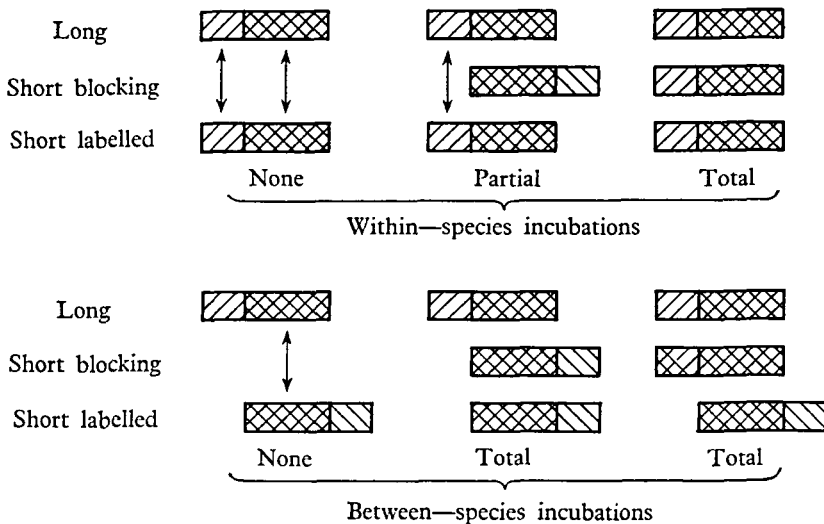 Long
Short blocking
Short labelled
None Partial Total
Within—species incubations
Long
Short blocking
Short labelled
None Total Total
Between—species incubations